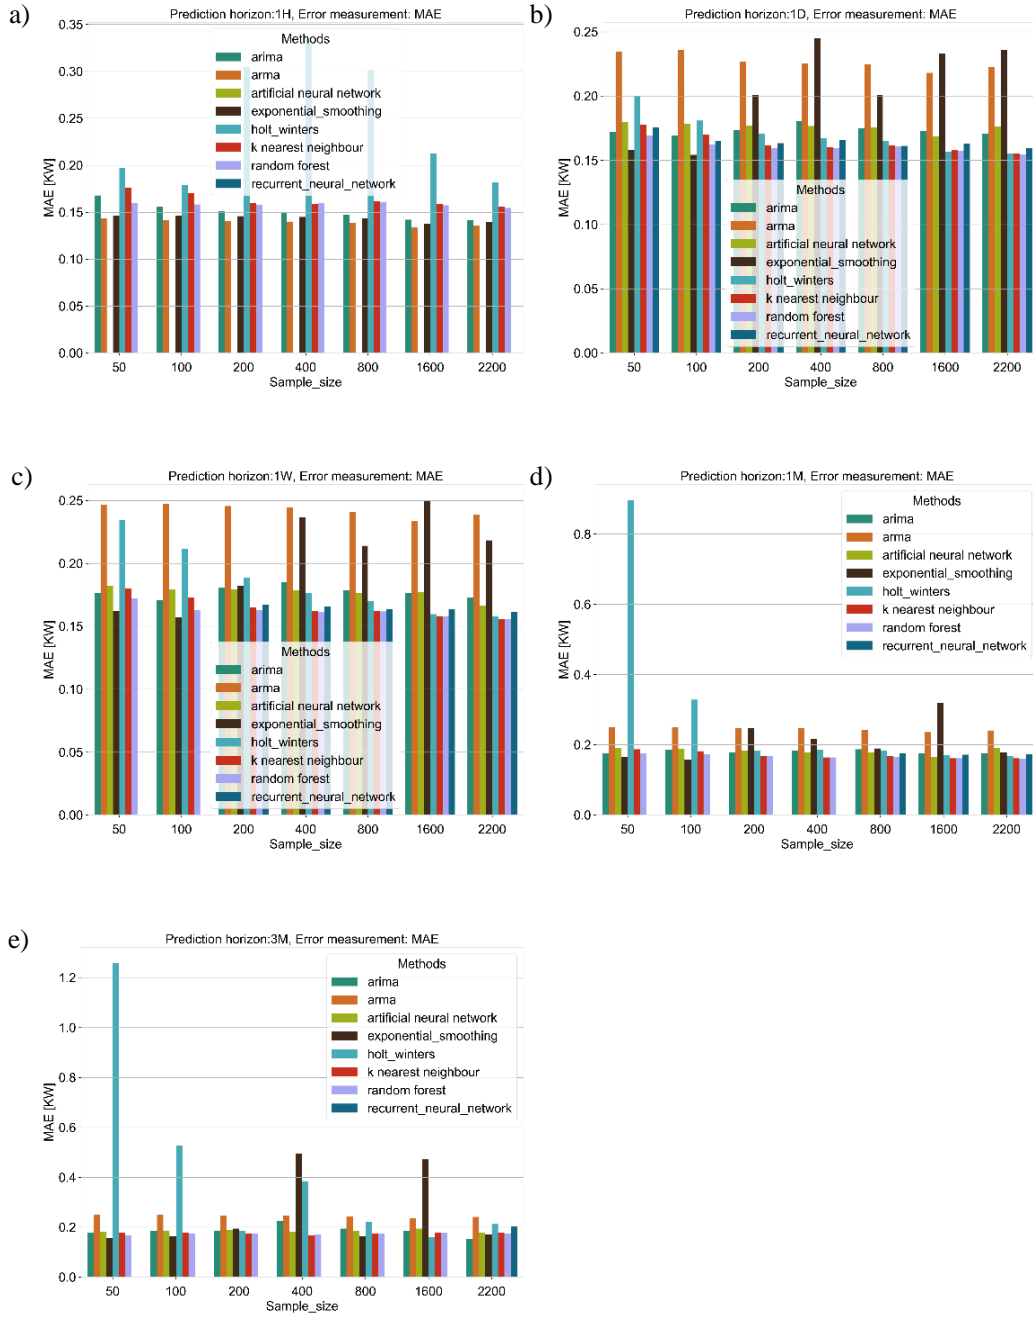 a)
Prediction horizon:1H, Error measurement: MAE
MAE [KW]
0.35
0.30
0.25
0.20
0.15
0.10
0.05
0.00
Methods
arima
arma
artificial neural network
exponential_smoothing
holt_winters
k nearest neighbour
random forest
recurrent_neural_network
50 100 200 400 800 1600 2200
Sample_size
b)
Prediction horizon:1D, Error measurement: MAE
MAE [KW]
0.25
0.20
0.15
0.10
0.05
0.00
Methods
arima
arma
artificial neural network
exponential_smoothing
holt_winters
k nearest neighbour
random forest
recurrent_neural_network
50 100 200 400 800 1600 2200
Sample_size
c)
Prediction horizon:1W, Error measurement: MAE
MAE [KW]
0.25
0.20
0.15
0.10
0.05
0.00
Methods
arima
arma
artificial neural network
exponential_smoothing
holt_winters
k nearest neighbour
random forest
recurrent_neural_network
50 100 200 400 800 1600 2200
Sample_size
d)
Prediction horizon:1M, Error measurement: MAE
MAE [KW]
0.8
0.6
0.4
0.2
0.0
Methods
arima
arma
artificial neural network
exponential_smoothing
holt_winters
k nearest neighbour
random forest
recurrent_neural_network
50 100 200 400 800 1600 2200
Sample_size
e)
Prediction horizon:3M, Error measurement: MAE
MAE [KW]
1.2
1.0
0.8
0.6
0.4
0.2
0.0
Methods
arima
arma
artificial neural network
exponential_smoothing
holt_winters
k nearest neighbour
random forest
recurrent_neural_network
50 100 200 400 800 1600 2200
Sample_size